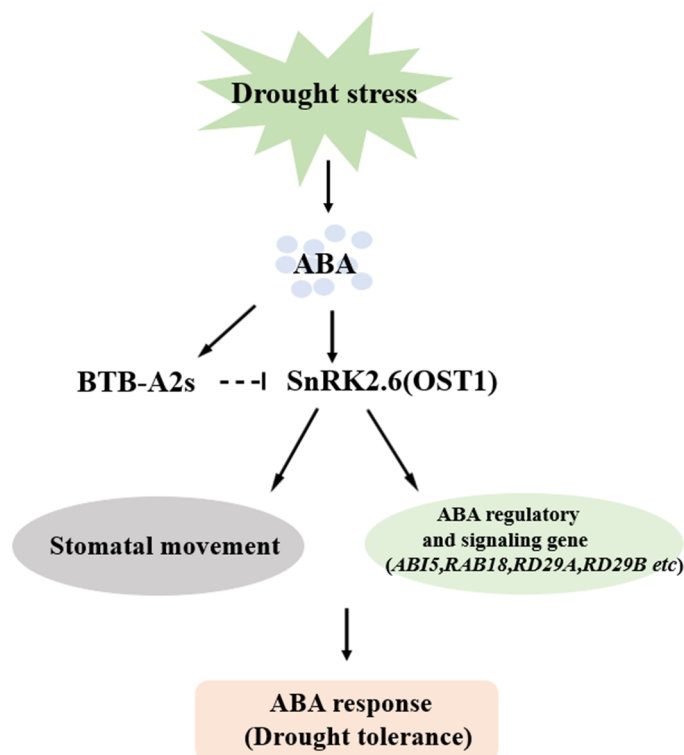 Drought stress
ABA
BTB-A2s
SnRK2.6(OST1)
Stomatal movement
ABA regulatory
and signaling gene
(ABI5,RAB18,RD29A,RD29B etc)
ABA response
(Drought tolerance)